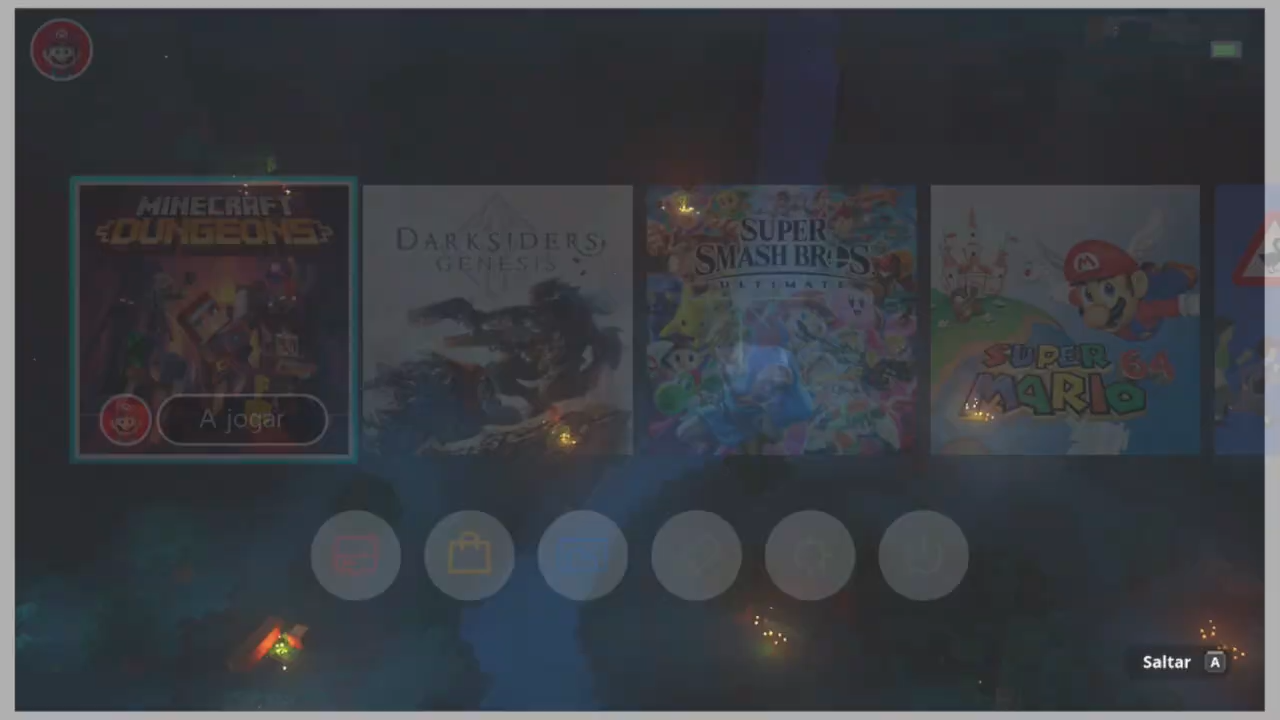 MINECRAFT
DUNGEONS
A jogar
DARKSIDERS
GENESIS
SUPER
SMASH BROS.
ULTIMATE
SUPER
MARIO 64
Saltar A